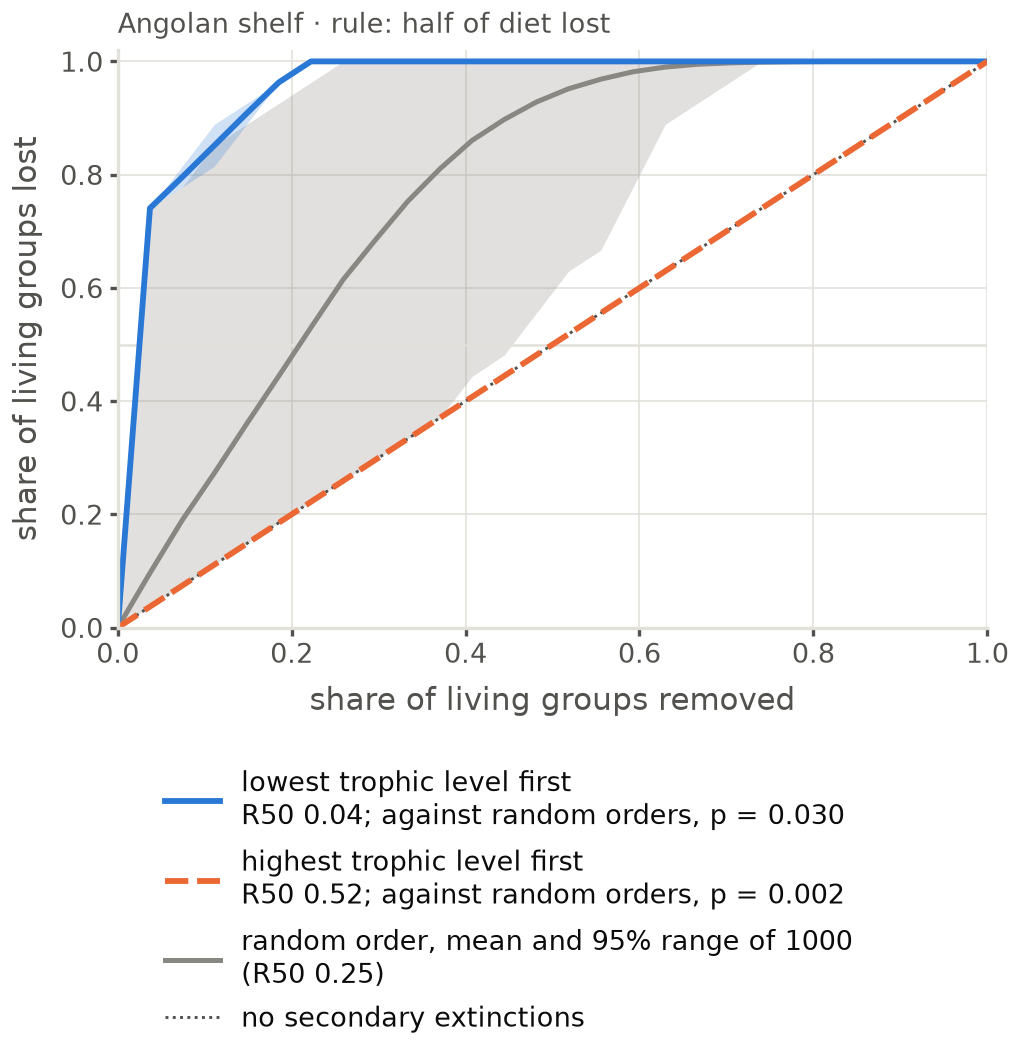 Angolan shelf · rule: half of diet lost
share of living groups lost
1.0
0.8
0.6
0.4
0.2
0.0
0.0 0.2 0.4 0.6 0.8 1.0
share of living groups removed
lowest trophic level first
R50 0.04; against random orders, p = 0.030
highest trophic level first
R50 0.52; against random orders, p = 0.002
random order, mean and 95% range of 1000
(R50 0.25)
no secondary extinctions